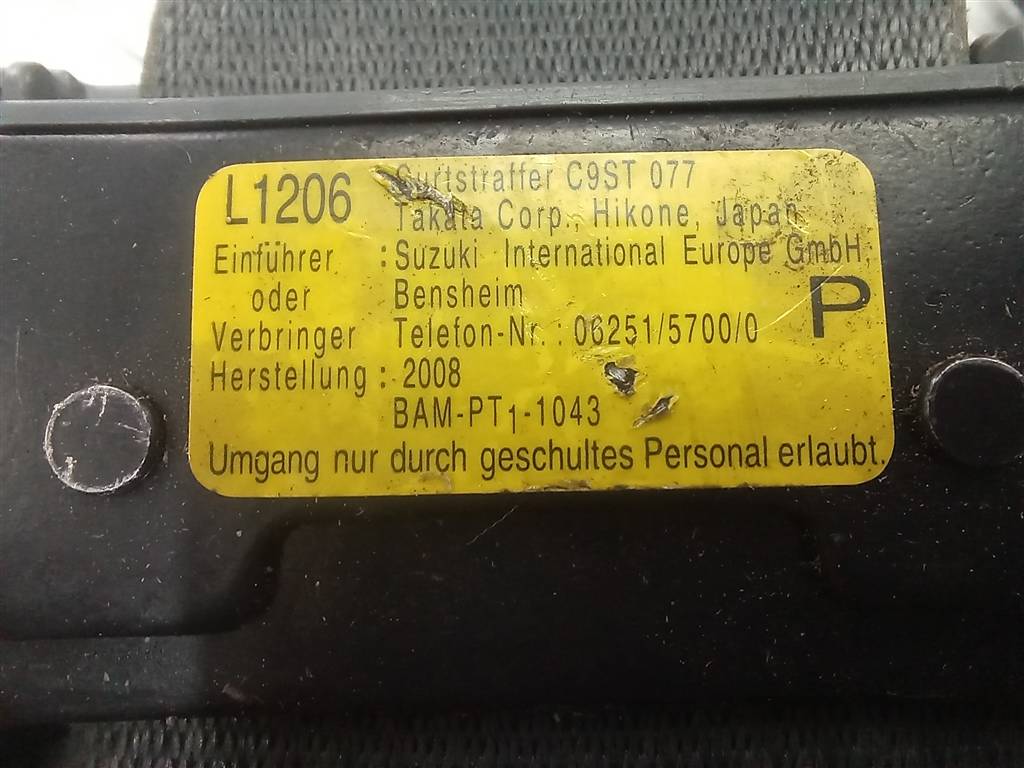 L1206 Gurtstraffer C9ST 077
Takata Corp., Hikone, Japan
Einführer : Suzuki International Europe GmbH,
oder Bensheim
Verbringer Telefon-Nr. : 06251/5700/0
P
Herstellung : 2008
BAM-PT1-1043
Umgang nur durch geschultes Personal erlaubt.